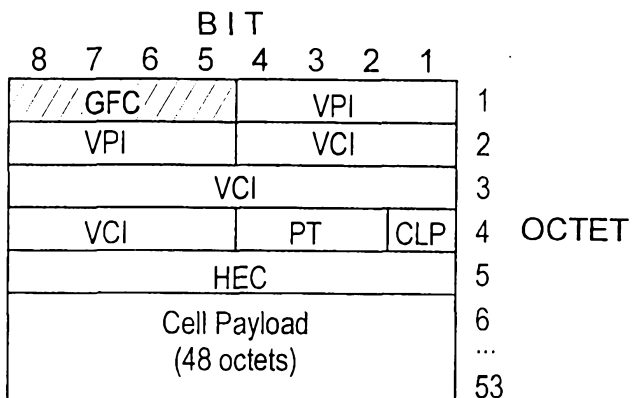 BIT
8 7 6 5 4 3 2 1
GFC VPI 1
VPI VCI 2
VCI 3
VCI PT CLP 4 OCTET
HEC 5
Cell Payload 6
(48 octets) ...
53